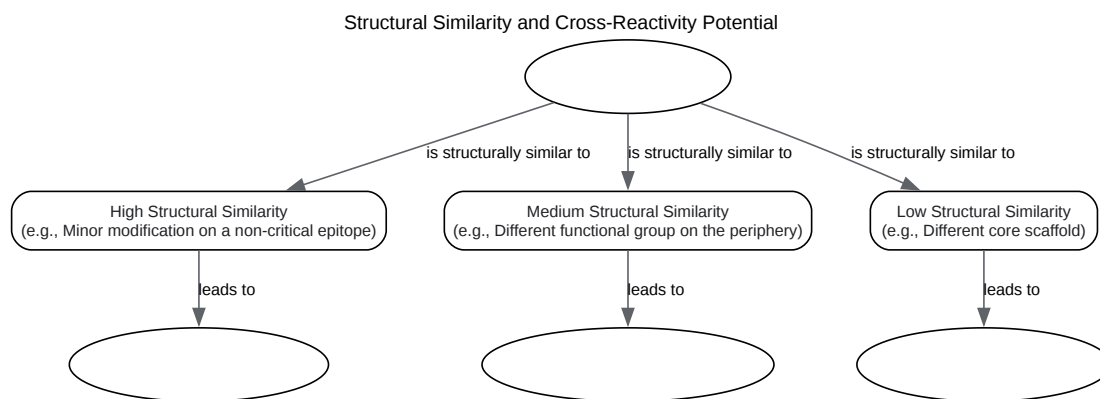 Structural Similarity and Cross-Reactivity Potential
is structurally similar to
is structurally similar to
is structurally similar to
High Structural Similarity
(e.g., Minor modification on a non-critical epitope)
Medium Structural Similarity
(e.g., Different functional group on the periphery)
Low Structural Similarity
(e.g., Different core scaffold)
leads to
leads to
leads to